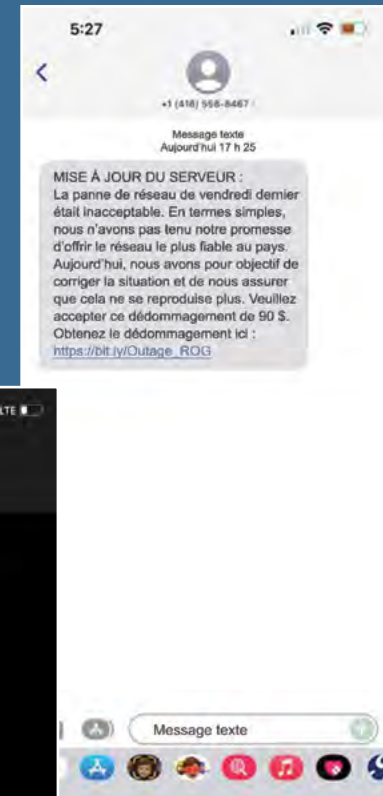 5:27
+1 (416) 556-8467
Message texte
Aujourd'hui 17 h 25
MISE À JOUR DU SERVEUR :
La panne de réseau de vendredi dernier
était inacceptable. En termes simples,
nous n'avons pas tenu notre promesse
d'offrir le réseau le plus fiable au pays.
Aujourd'hui, nous avons pour objectif de
corriger la situation et de nous assurer
que cela ne se reproduise plus. Veuillez
accepter ce dédommagement de 90 $.
Obtenez le dédommagement ici :
https://bit.ly/Outage_ROG
LTE
Message texte